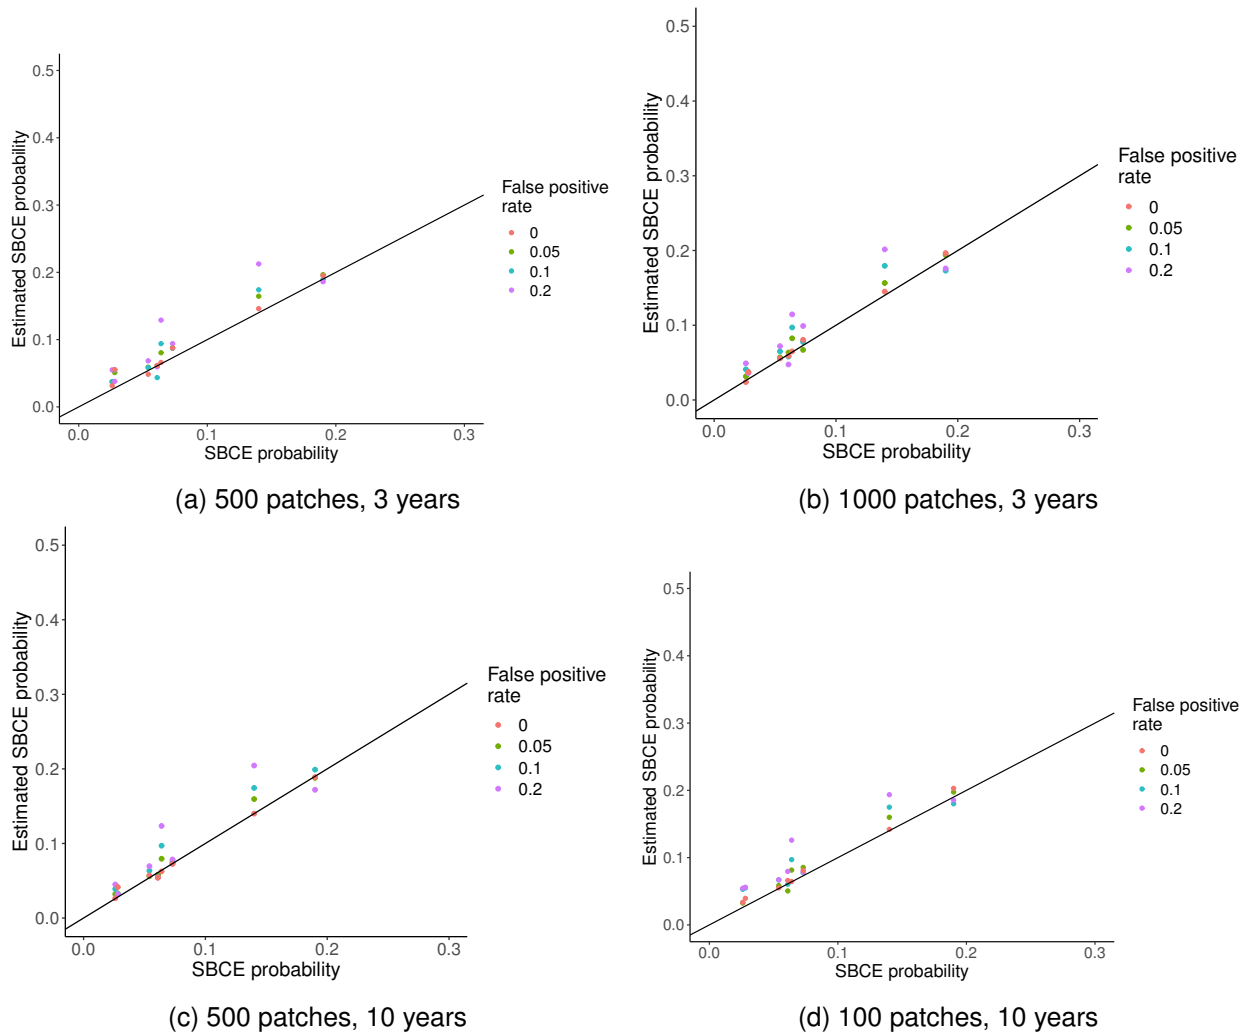 0.5
0.4
0.3
0.2
0.1
0.0
Estimated SBCE probability
0.0 0.1 0.2 0.3
SBCE probability
False positive
rate
0
0.05
0.1
0.2
(a) 500 patches, 3 years
0.5
0.4
0.3
0.2
0.1
0.0
Estimated SBCE probability
0.0 0.1 0.2 0.3
SBCE probability
False positive
rate
0
0.05
0.1
0.2
(b) 1000 patches, 3 years
0.5
0.4
0.3
0.2
0.1
0.0
Estimated SBCE probability
0.0 0.1 0.2 0.3
SBCE probability
False positive
rate
0
0.05
0.1
0.2
(c) 500 patches, 10 years
0.5
0.4
0.3
0.2
0.1
0.0
Estimated SBCE probability
0.0 0.1 0.2 0.3
SBCE probability
False positive
rate
0
0.05
0.1
0.2
(d) 100 patches, 10 years